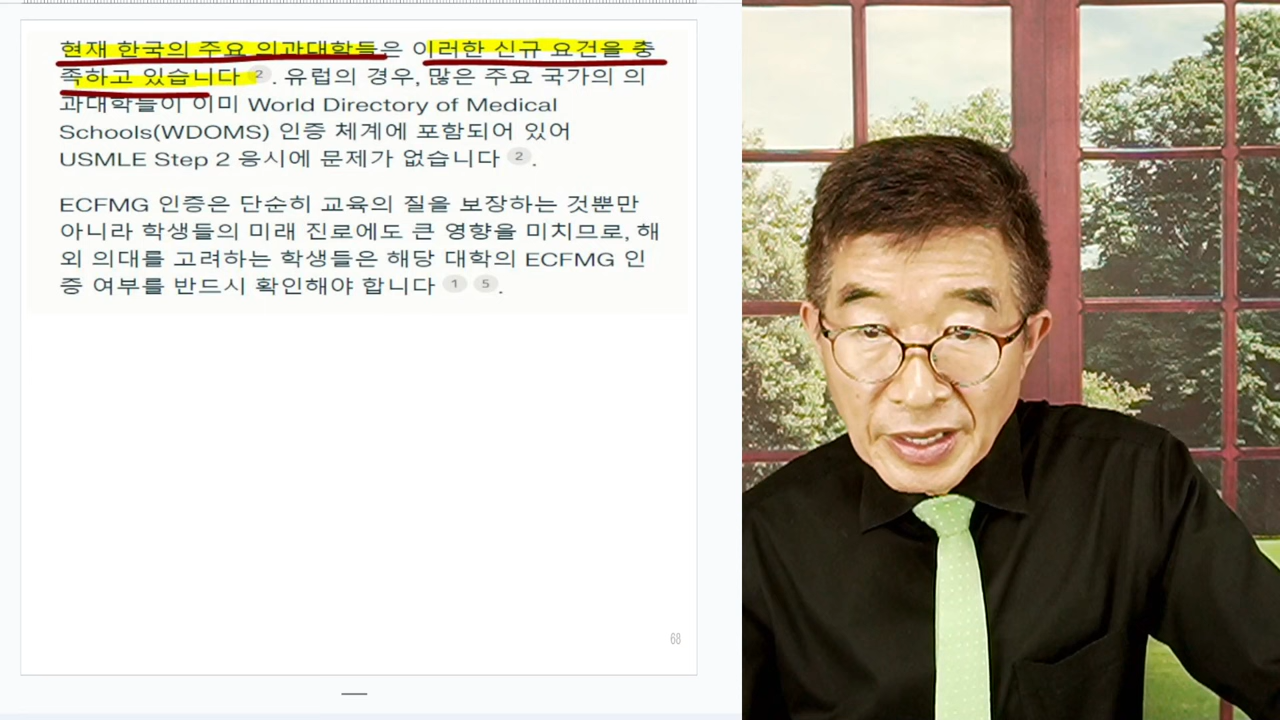 현재 한국의 주요 의과대학들은 이러한 신규 요건을 충
족하고 있습니다 2. 유럽의 경우, 많은 주요 국가의 의
과대학들이 이미 World Directory of Medical
Schools(WDOMS) 인증 체계에 포함되어 있어
USMLE Step 2 응시에 문제가 없습니다 2.
ECFMG 인증은 단순히 교육의 질을 보장하는 것뿐만
아니라 학생들의 미래 진로에도 큰 영향을 미치므로, 해
외 의대를 고려하는 학생들은 해당 대학의 ECFMG 인
증 여부를 반드시 확인해야 합니다 1 5.
68